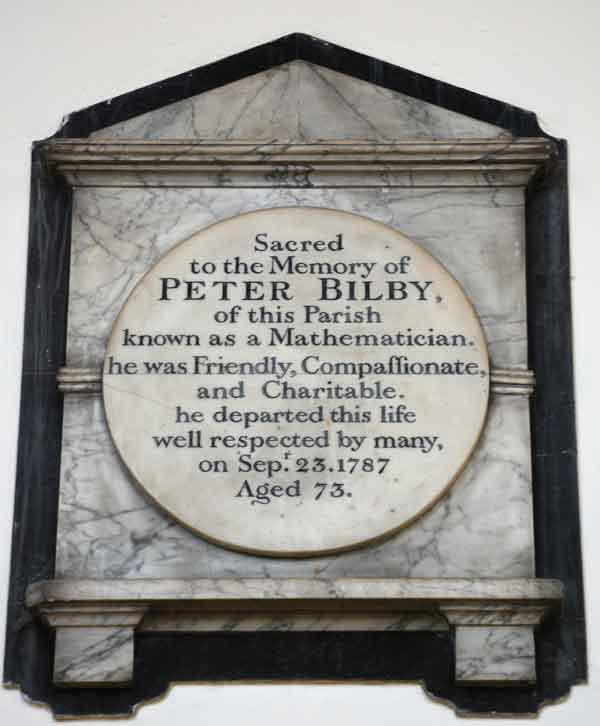 Sacred
to the Memory of
PETER BILBY,
of this Parish
known as a Mathematician.
he was Friendly, Compaſſionate,
and Charitable.
he departed this life
well respected by many,
on Sepʳ. 23. 1787
Aged 73.